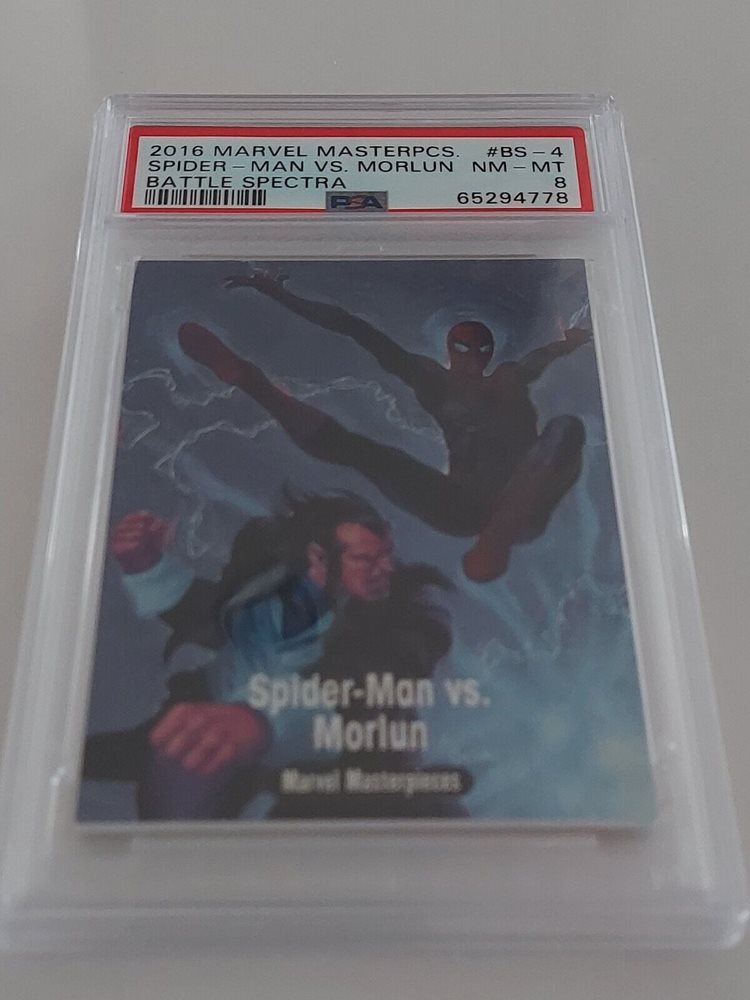 2016 MARVEL MASTERPCS. #BS-4
SPIDER-MAN VS. MORLUN NM-MT
BATTLE SPECTRA 8
PSA 65294778
Spider-Man vs.
Morlun
Marvel Masterpieces